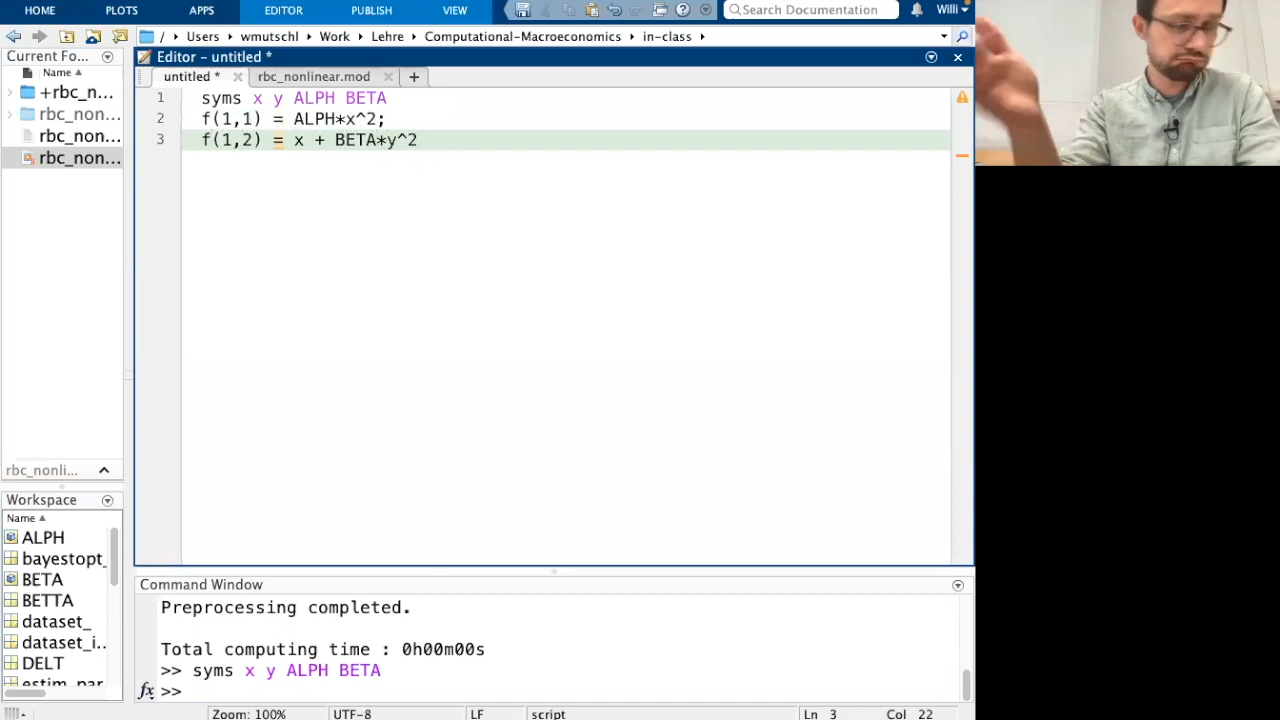 HOME PLOTS APPS EDITOR PUBLISH VIEW Search Documentation Willi
/ Users wmutschl Work Lehre Computational-Macroeconomics in-class
Current Fo...
Name
+rbc_n...
rbc_non...
rbc_non...
rbc_non...
rbc_nonli...
Workspace
Name
ALPH
bayestopt_
BETA
BETTA
dataset_
dataset_i..
DELT
estim_par
Editor - untitled *
untitled * rbc_nonlinear.mod
1 syms x y ALPH BETA
2 f(1,1) = ALPH*x^2;
3 f(1,2) = x + BETA*y^2
Command Window
Preprocessing completed.
Total computing time : 0h00m00s
>> syms x y ALPH BETA
fx >>
Zoom: 100% UTF-8 LF script Ln 3 Col 22